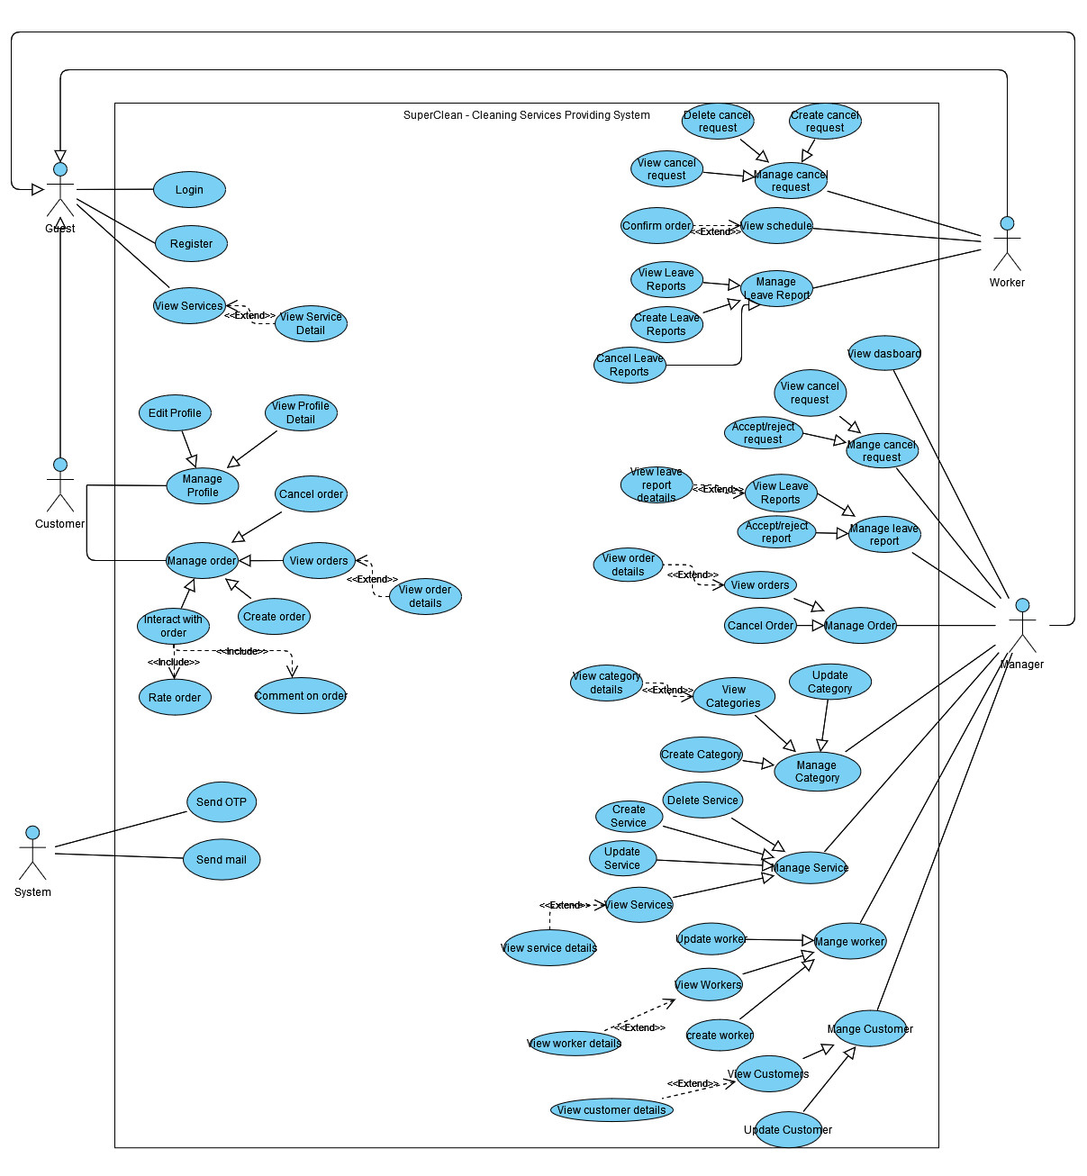 SuperClean - Cleaning Services Providing System
Guest
Login
Register
View Services
<<Extend>>
View Service
Detail
Customer
Edit Profile
View Profile
Detail
Manage
Profile
Cancel order
Manage order
View orders
<<Extend>>
View order
details
Interact with
order
Create order
<<Include>>
<<Include>>
Rate order
Comment on order
System
Send OTP
Send mail
Delete cancel
request
Create cancel
request
View cancel
request
Manage cancel
request
Confirm order
<<Extend>>
View schedule
View Leave
Reports
Manage
Leave Report
Create Leave
Reports
Cancel Leave
Reports
Worker
View dasboard
View cancel
request
Accept/reject
request
Mange cancel
request
View leave
report
deatails
<<Extend>>
View Leave
Reports
Accept/reject
report
Manage leave
report
View order
details
<<Extend>>
View orders
Cancel Order
Manage Order
Manager
View category
details
<<Extend>>
View
Categories
Update
Category
Create Category
Manage
Category
Delete Service
Create
Service
Update
Service
Manage Service
<<Extend>>
View Services
View service details
Update worker
Mange worker
View Workers
<<Extend>>
View worker details
create worker
Mange Customer
View Customers
<<Extend>>
View customer details
Update Customer